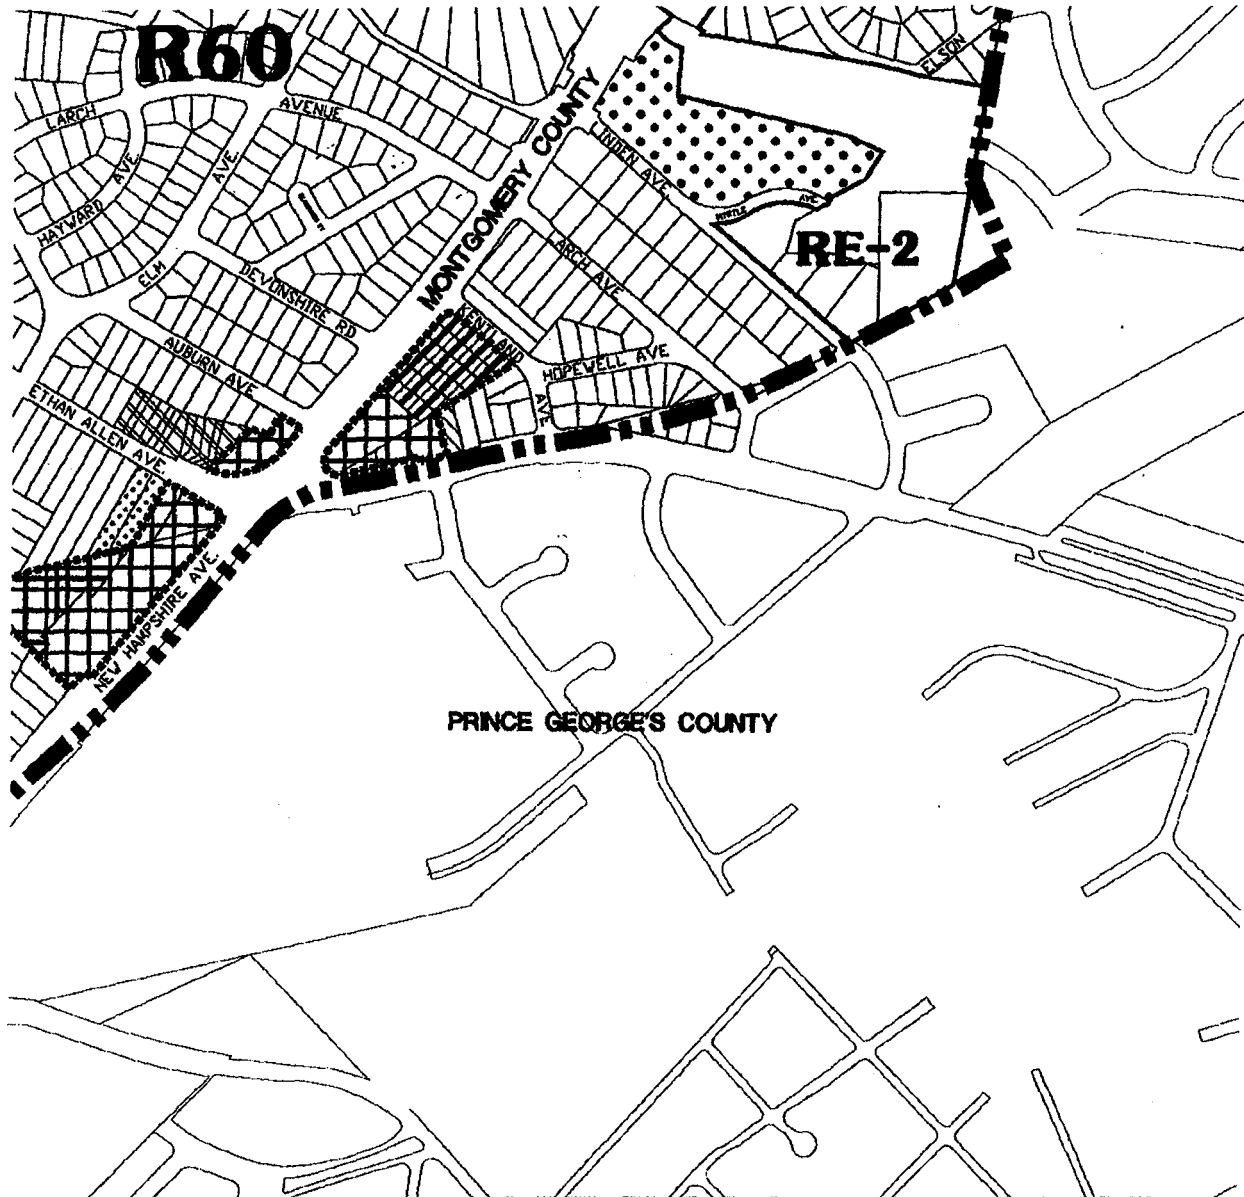 R60
ELSON
LARCH
AVENUE
MONTGOMERY COUNTY
LINDEN AVE
AVE.
AVE.
MYRTLE AVE.
HAYWARD
RE-2
ELM
DEVONSHIRE RD
ARCH AVE
KENTLAND
AVE
AUBURN AVE
HOPEWELL AVE
ETHAN ALLEN AVE.
NEW HAMPSHIRE AVE.
PRINCE GEORGE'S COUNTY